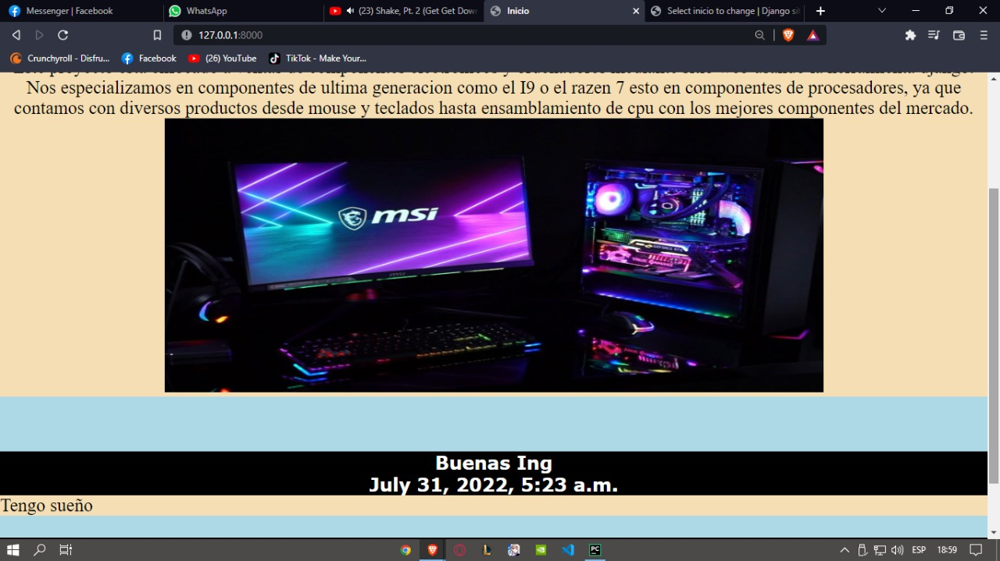 Messenger | Facebook
WhatsApp
(23) Shake, Pt. 2 (Get Get Down
Inicio
Select inicio to change | Django sit
127.0.0.1:8000
Crunchyroll - Disfru...
Facebook
(26) YouTube
TikTok - Make Your...
Nos especializamos en componentes de ultima generacion como el I9 o el razen 7 esto en componentes de procesadores, ya que
contamos con diversos productos desde mouse y teclados hasta ensamblamiento de cpu con los mejores componentes del mercado.
msi
Buenas Ing
July 31, 2022, 5:23 a.m.
Tengo sueño
PC
ESP
18:59